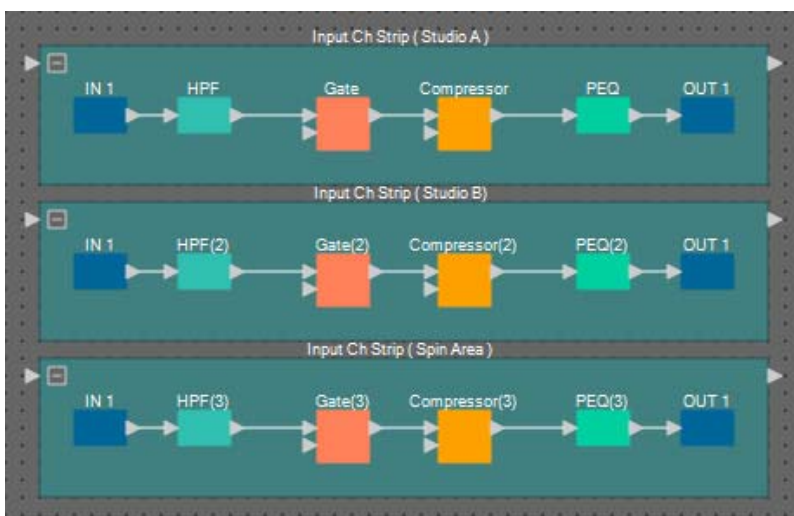 Input Ch Strip ( Studio A )
IN 1 HPF Gate Compressor PEQ OUT 1
Input Ch Strip ( Studio B)
IN 1 HPF(2) Gate(2) Compressor(2) PEQ(2) OUT 1
Input Ch Strip ( Spin Area )
IN 1 HPF(3) Gate(3) Compressor(3) PEQ(3) OUT 1